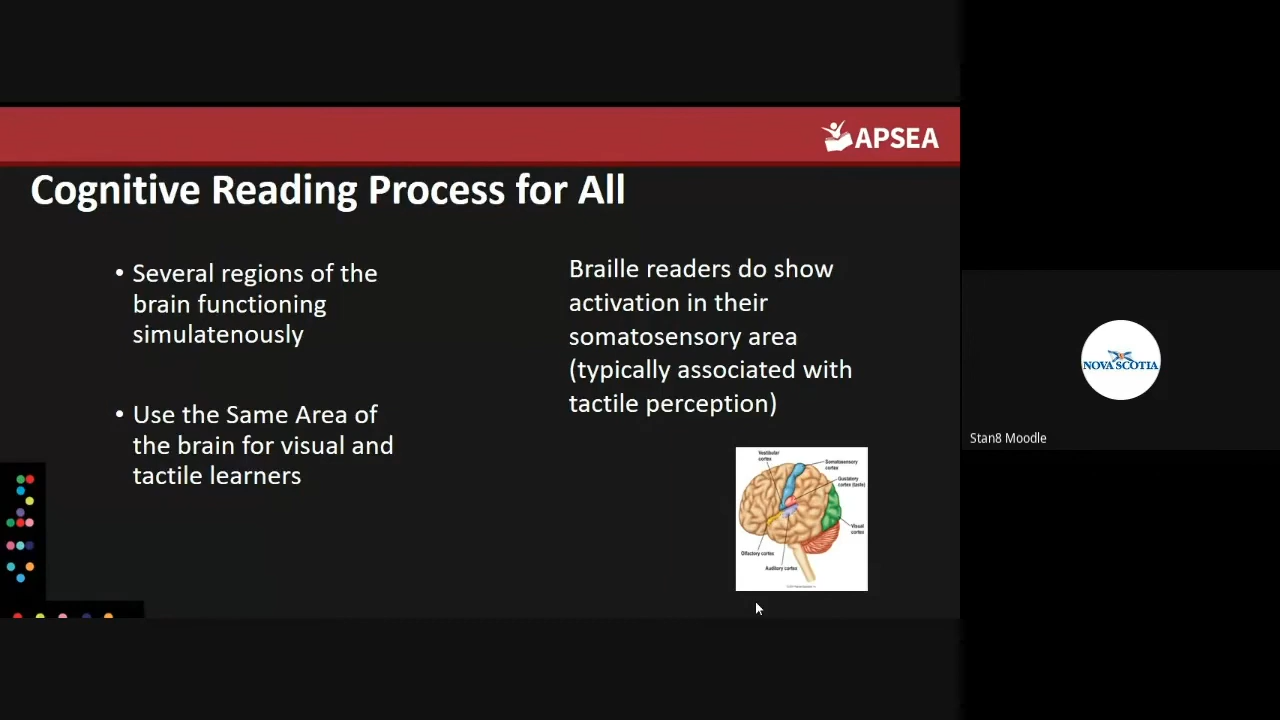 APSEA
Cognitive Reading Process for All
• Several regions of the
brain functioning
simulatenously
• Use the Same Area of
the brain for visual and
tactile learners
Braille readers do show
activation in their
somatosensory area
(typically associated with
tactile perception)
Vestibular
cortex
Somatosensory
cortex
Gustatory
cortex (taste)
Visual
cortex
Olfactory cortex
Auditory cortex
NOVA SCOTIA
Stan8 Moodle